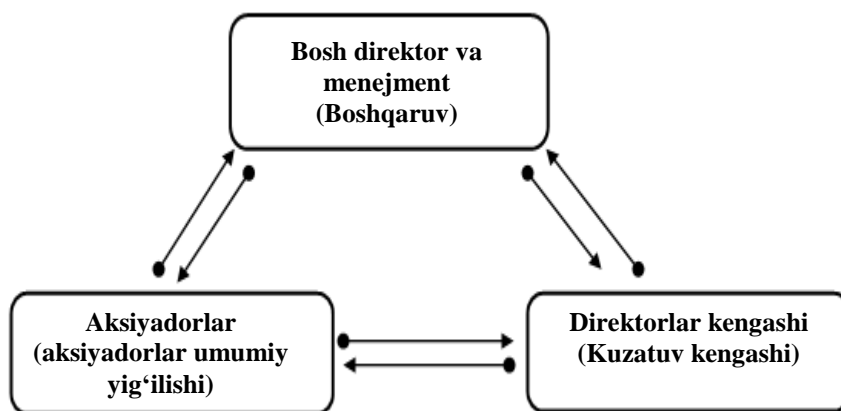 Bosh direktor va
menejment
(Boshqaruv)
Aksiyadorlar
(aksiyadorlar umumiy
yig‘ilishi)
Direktorlar kengashi
(Kuzatuv kengashi)